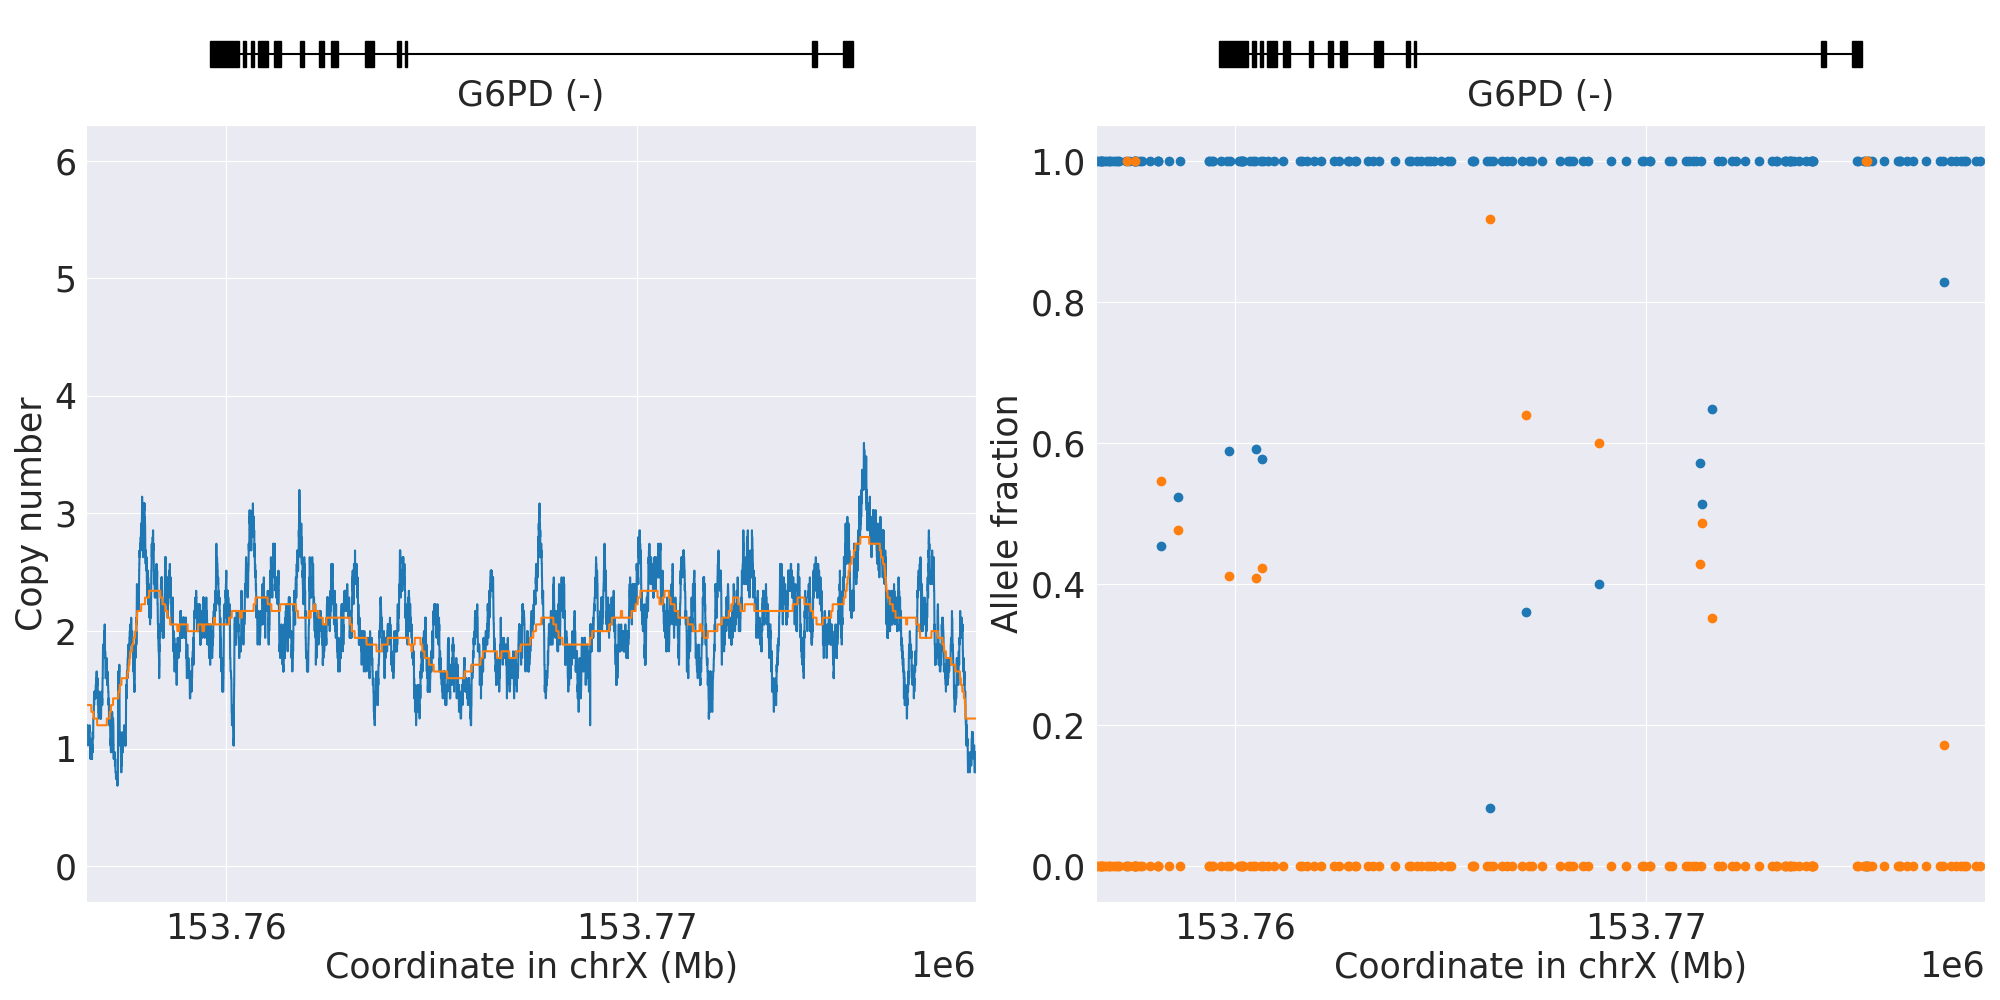 G6PD (-)
6
5
4
3
2
1
0
Copy number
153.76
153.77
Coordinate in chrX (Mb)
1e6
G6PD (-)
1.0
0.8
0.6
0.4
0.2
0.0
Allele fraction
153.76
153.77
Coordinate in chrX (Mb)
1e6